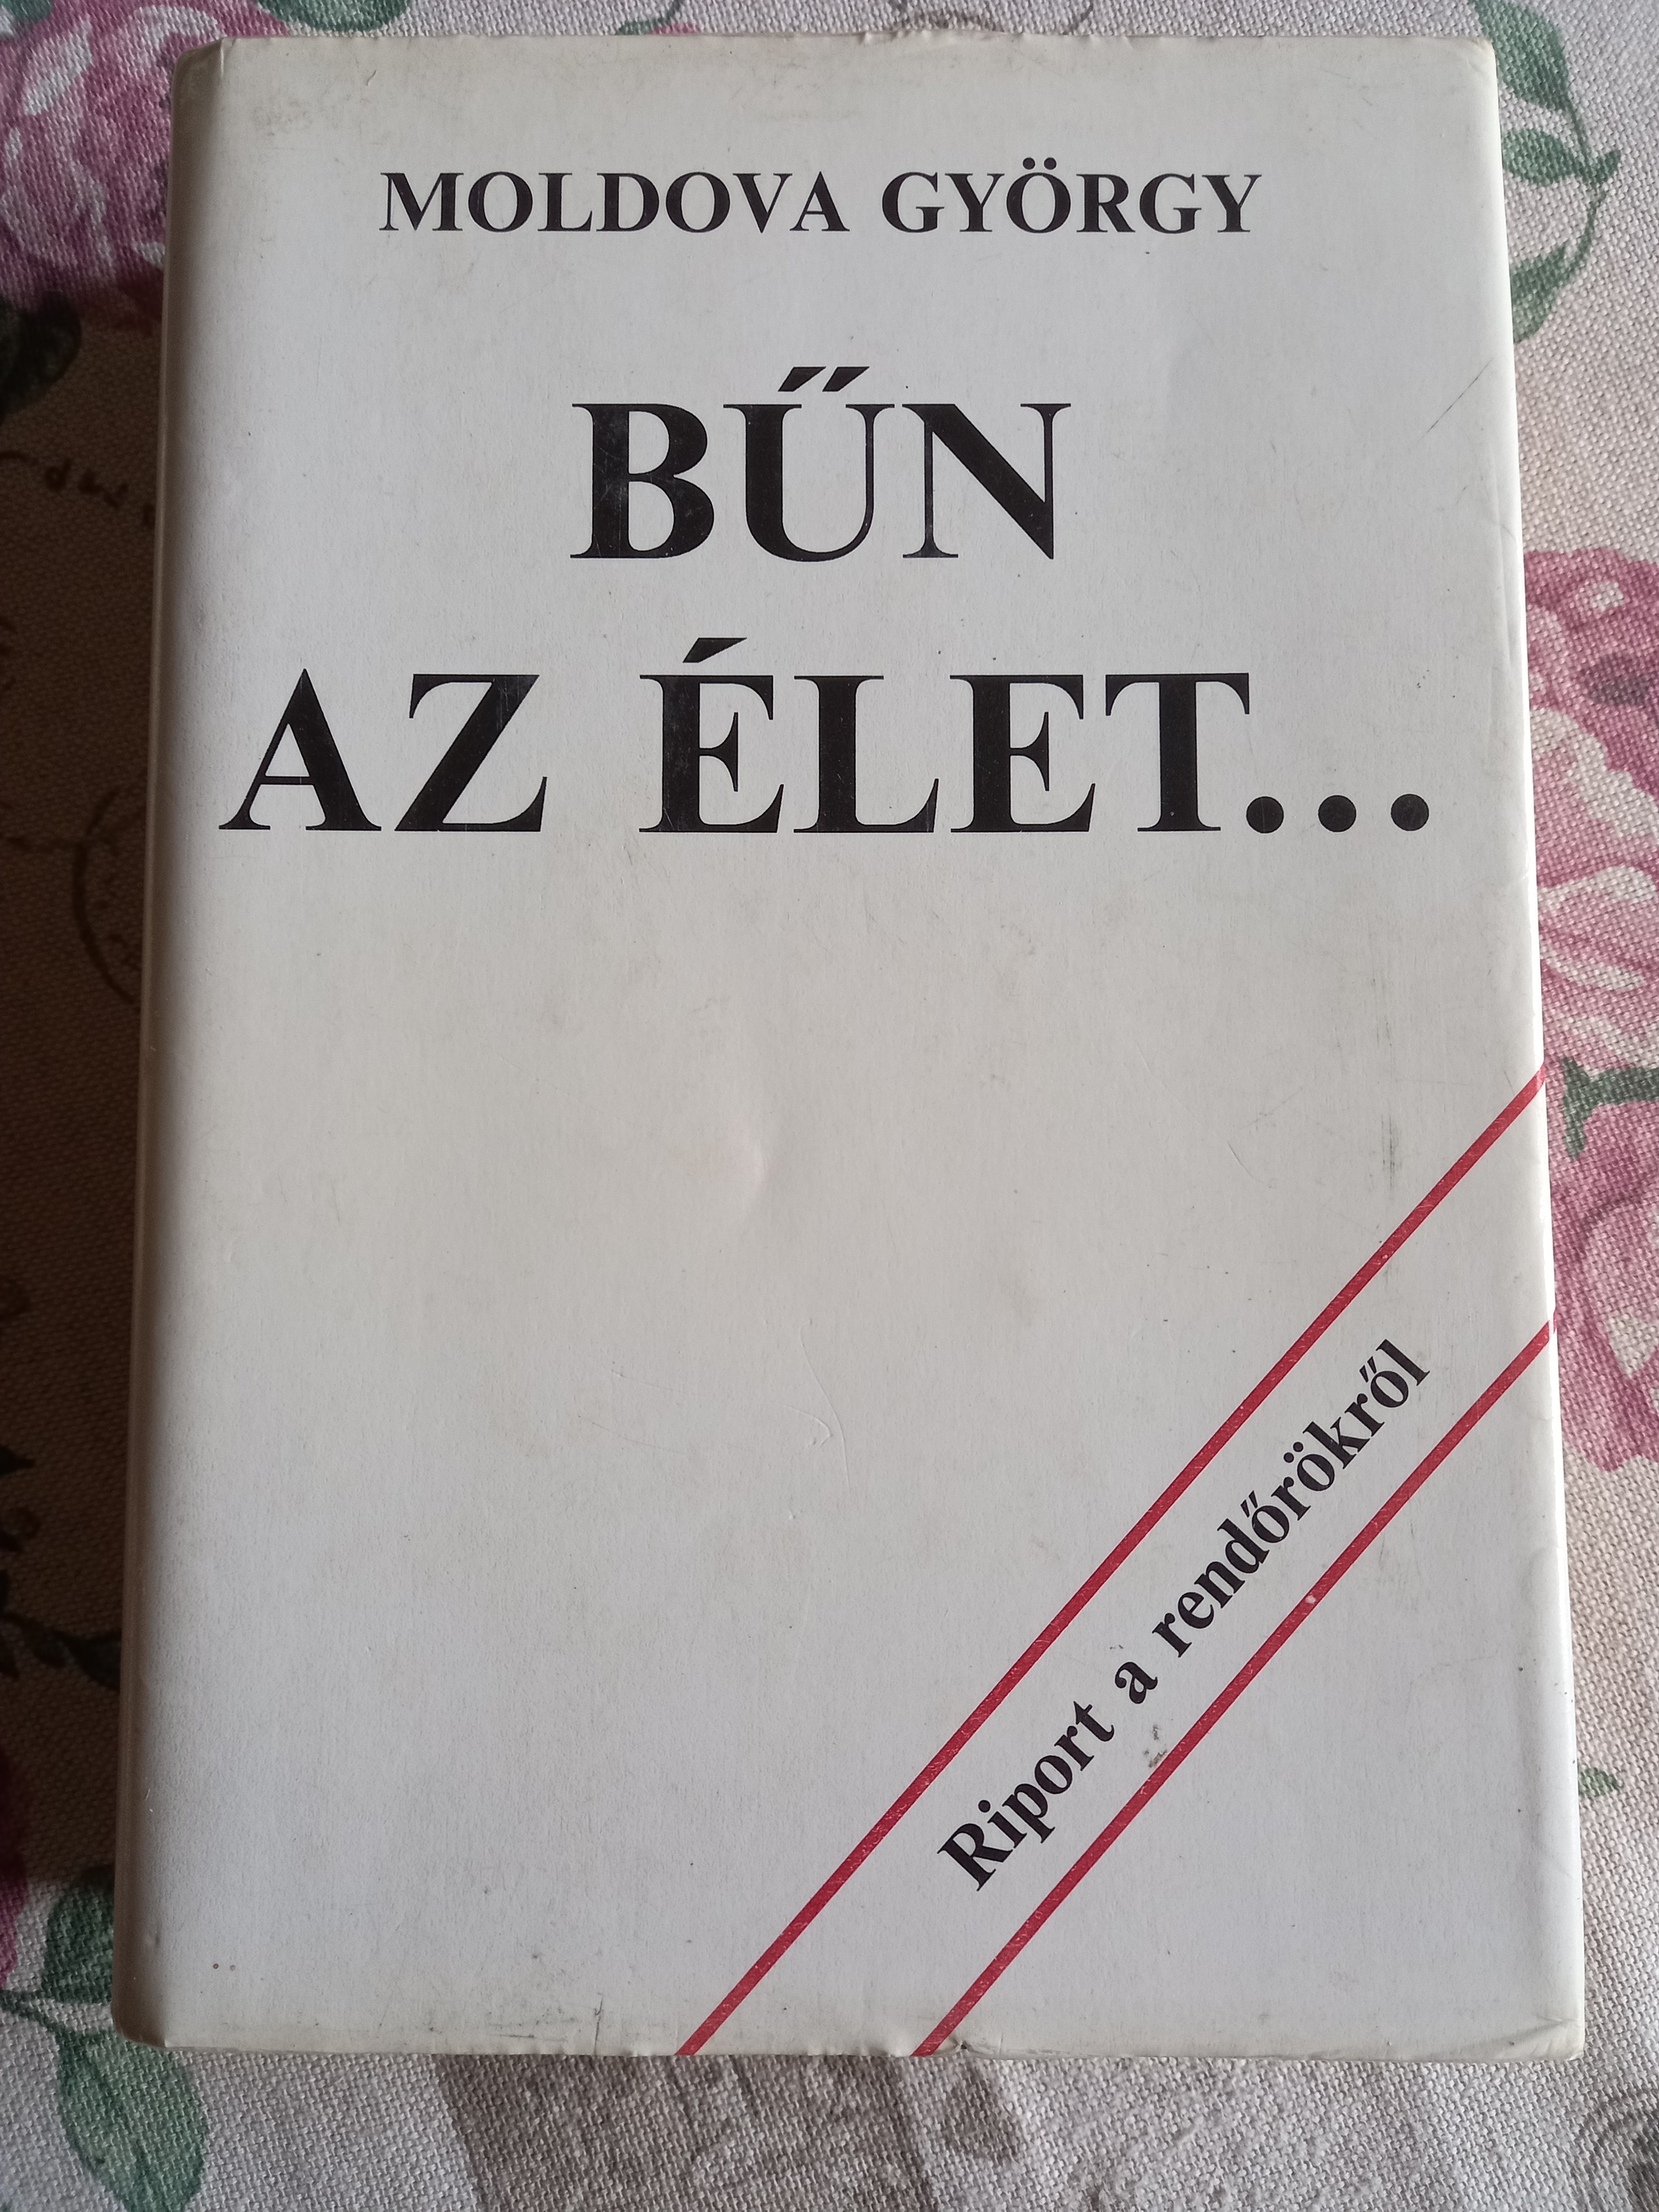 MOLDOVA GYÖRGY
BŰN
AZ ÉLET...
Riport a rendőrökről